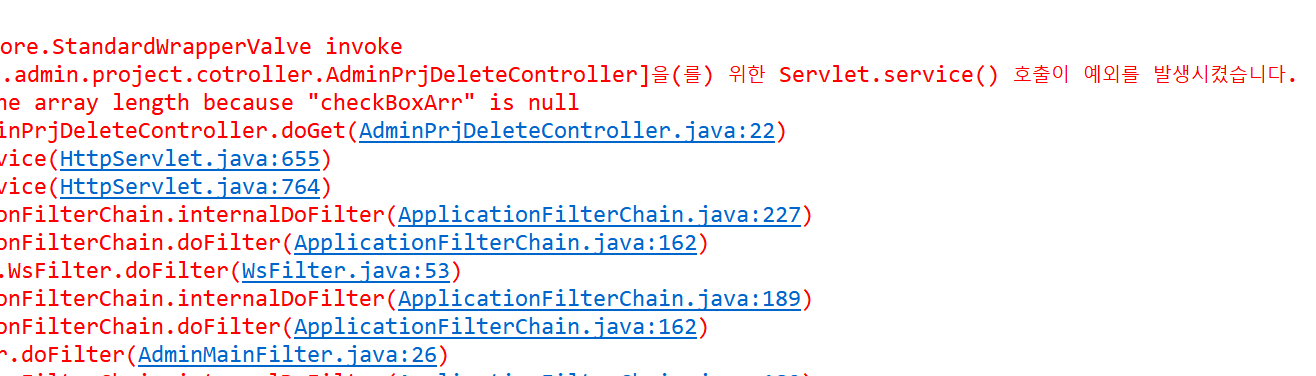 ore.StandardWrapperValve invoke
.admin.project.cotroller.AdminPrjDeleteController]을(를) 위한 Servlet.service() 호출이 예외를 발생시켰습니다.
he array length because "checkBoxArr" is null
inPrjDeleteController.doGet(AdminPrjDeleteController.java:22)
vice(HttpServlet.java:655)
vice(HttpServlet.java:764)
onFilterChain.internalDoFilter(ApplicationFilterChain.java:227)
onFilterChain.doFilter(ApplicationFilterChain.java:162)
.WsFilter.doFilter(WsFilter.java:53)
onFilterChain.internalDoFilter(ApplicationFilterChain.java:189)
onFilterChain.doFilter(ApplicationFilterChain.java:162)
r.doFilter(AdminMainFilter.java:26)